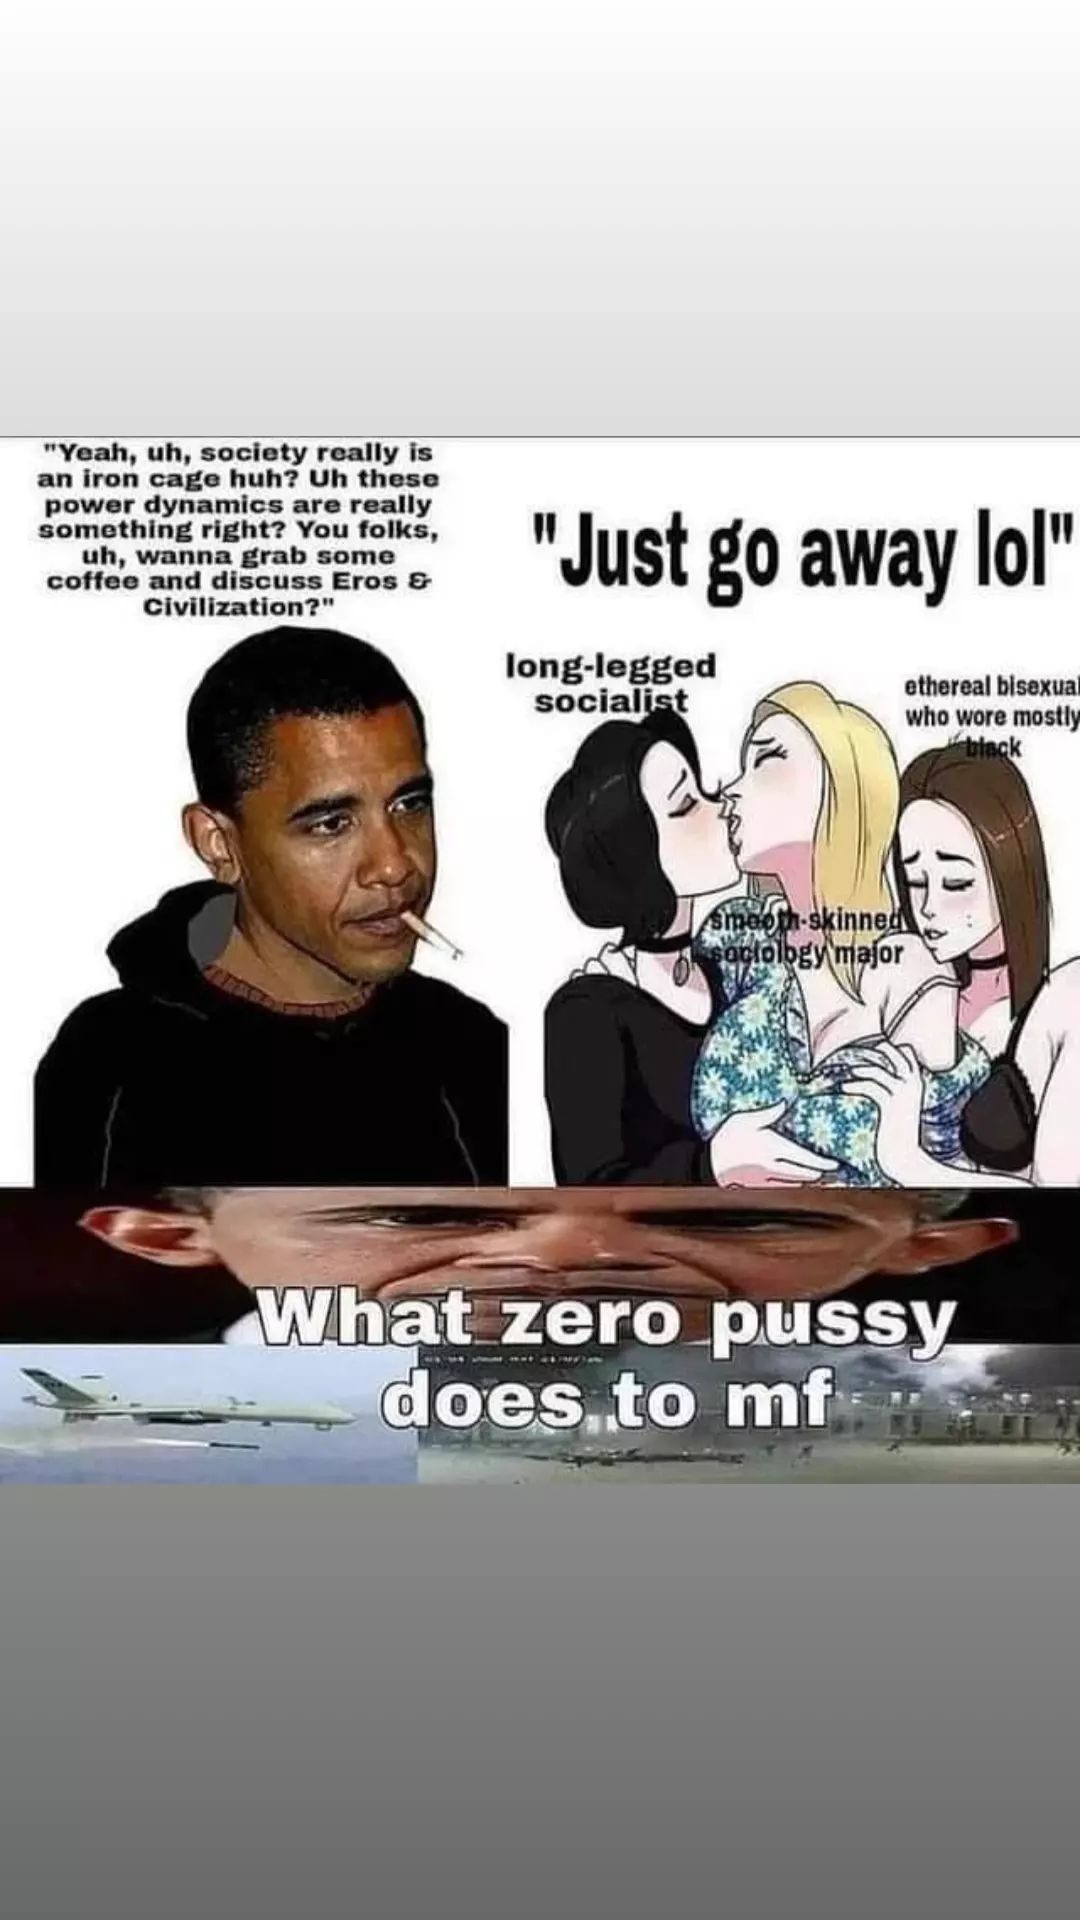 "Yeah, uh, society really is
an iron cage huh? Uh these
power dynamics are really
something right? You folks,
uh, wanna grab some
coffee and discuss Eros &
Civilization?"
"Just go away lol"
long-legged
socialist
ethereal bisexual
who wore mostly
black
smooth-skinned
sociology major
What zero pussy
does to mf